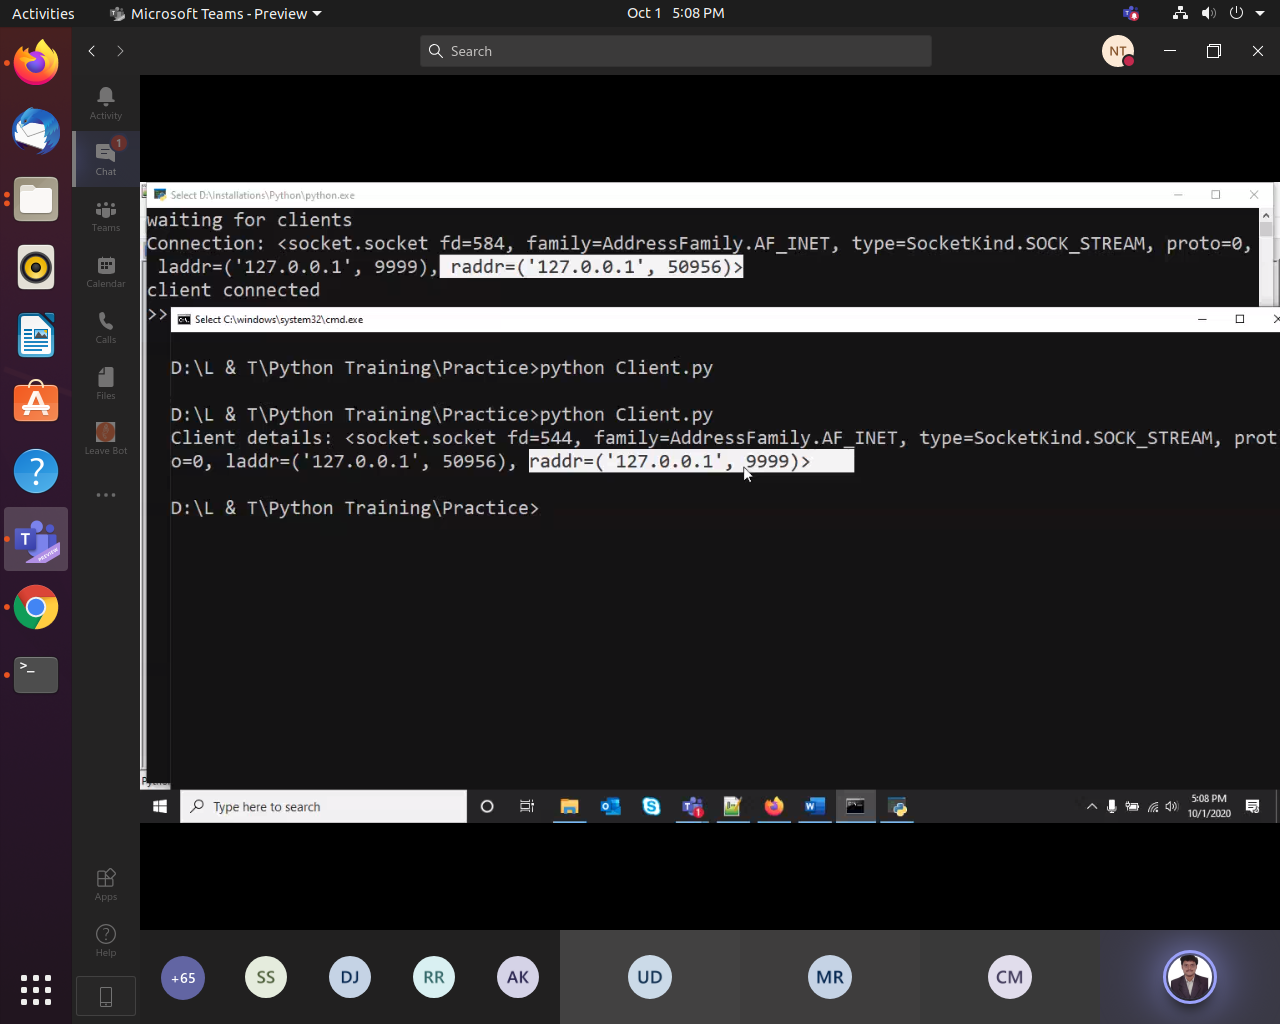 Activities
Microsoft Teams - Preview
Oct 1 5:08 PM
Search
NT
Activity
1
Chat
Teams
Calendar
Calls
Files
Leave Bot
Apps
Help
Select D:\Installations\Python\python.exe
waiting for clients
Connection: <socket.socket fd=584, family=AddressFamily.AF_INET, type=SocketKind.SOCK_STREAM, proto=0,
laddr=('127.0.0.1', 9999), raddr=('127.0.0.1', 50956)>
client connected
>>
Select C:\windows\system32\cmd.exe
D:\L & T\Python Training\Practice>python Client.py
D:\L & T\Python Training\Practice>python Client.py
Client details: <socket.socket fd=544, family=AddressFamily.AF_INET, type=SocketKind.SOCK_STREAM, prot
o=0, laddr=('127.0.0.1', 50956), raddr=('127.0.0.1', 9999)>
D:\L & T\Python Training\Practice>
Type here to search
1
5:08 PM
10/1/2020
+65
SS
DJ
RR
AK
UD
MR
CM